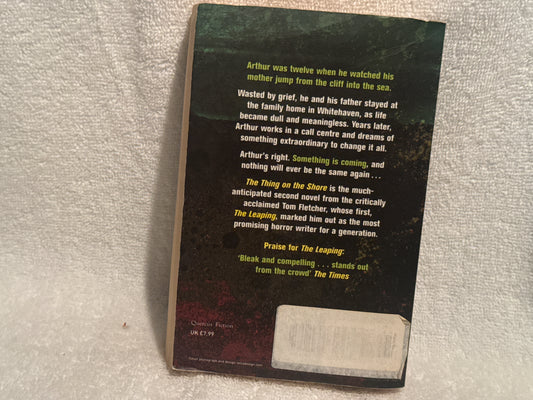 Arthur was twelve when he watched his
mother jump from the cliff into the sea.
Wasted by grief, he and his father stayed at
the family home in Whitehaven, as life
became dull and meaningless. Years later,
Arthur works in a call centre and dreams of
something extraordinary to change it all.
Arthur's right. Something is coming, and
nothing will ever be the same again . . .
The Thing on the Shore is the much-
anticipated second novel from the critically
acclaimed Tom Fletcher, whose first,
The Leaping, marked him out as the most
promising horror writer for a generation.
Praise for The Leaping:
'Bleak and compelling . . . stands out
from the crowd' The Times
Quercus Fiction
UK £7.99